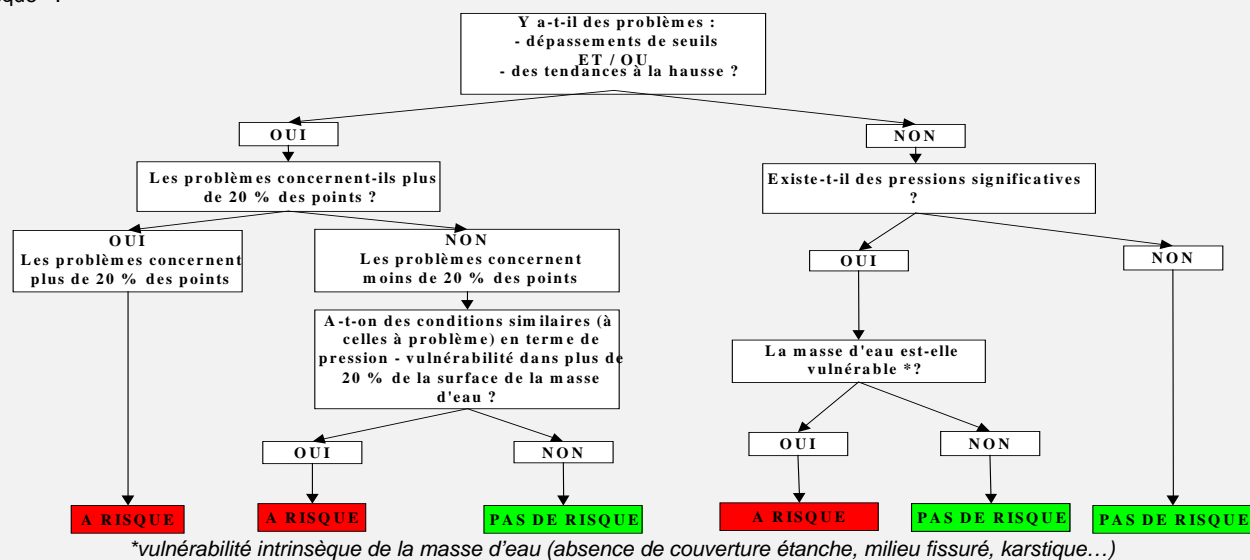 Y a-t-il des problèmes :
- dépassements de seuils
ET / OU
- des tendances à la hausse ?
OUI
NON
Les problèmes concernent-ils plus
de 20 % des points ?
Existe-t-il des pressions significatives
?
OUI
Les problèmes concernent
plus de 20 % des points
NON
Les problèmes concernent
moins de 20 % des points
OUI
NON
A-t-on des conditions similaires (à
celles à problème) en terme de
pression - vulnérabilité dans plus de
20 % de la surface de la masse
d'eau ?
La masse d'eau est-elle
vulnérable *?
OUI
NON
OUI
NON
A RISQUE
A RISQUE
PAS DE RISQUE
A RISQUE
PAS DE RISQUE
PAS DE RISQUE
*vulnérabilité intrinsèque de la masse d'eau (absence de couverture étanche, milieu fissuré, karstique…)